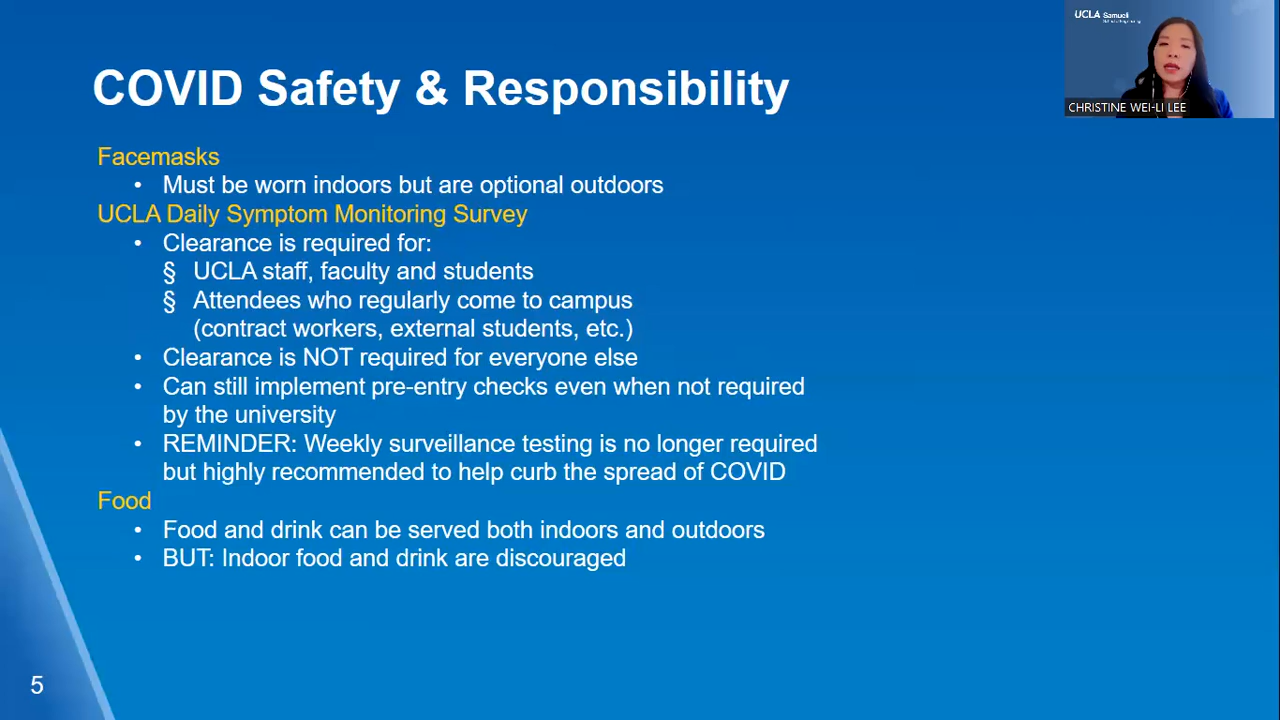 UCLA Samueli
CHRISTINE WEI-LI LEE
COVID Safety & Responsibility
Facemasks
• Must be worn indoors but are optional outdoors
UCLA Daily Symptom Monitoring Survey
• Clearance is required for:
§ UCLA staff, faculty and students
§ Attendees who regularly come to campus
(contract workers, external students, etc.)
• Clearance is NOT required for everyone else
• Can still implement pre-entry checks even when not required
by the university
• REMINDER: Weekly surveillance testing is no longer required
but highly recommended to help curb the spread of COVID
Food
• Food and drink can be served both indoors and outdoors
• BUT: Indoor food and drink are discouraged
5